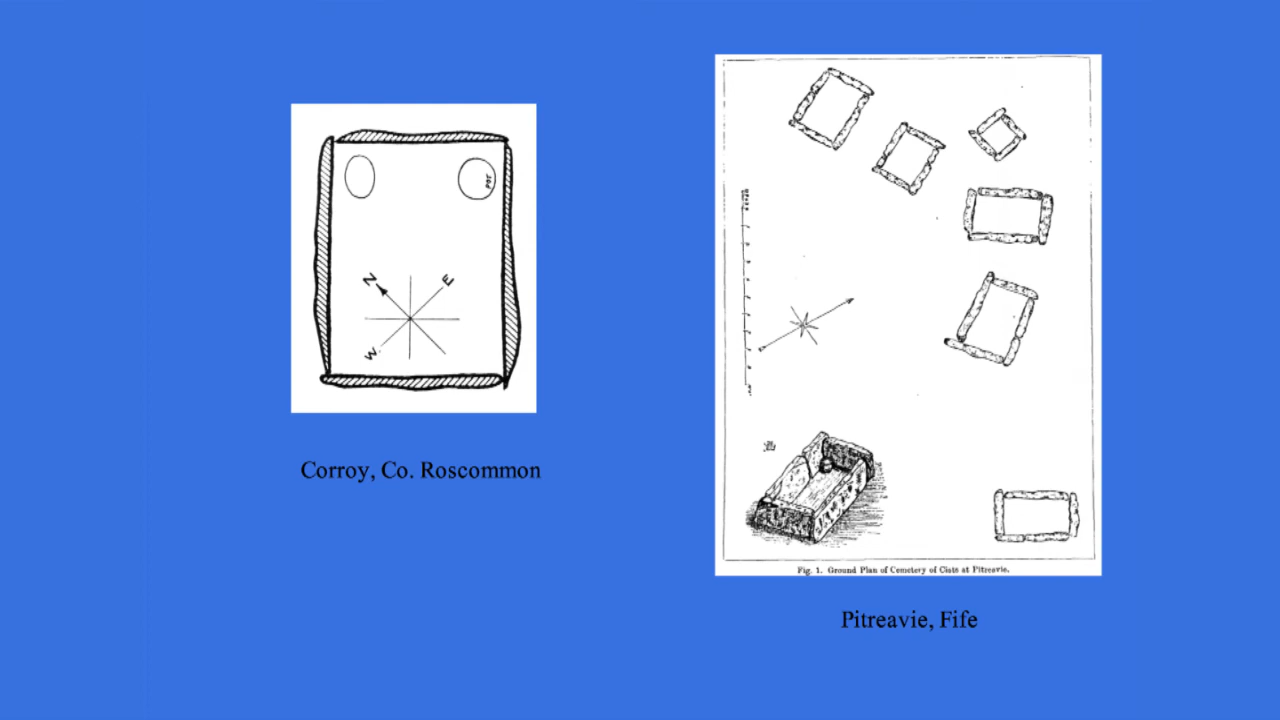 POT
N
E
W
Corroy, Co. Roscommon
Fig. 1. Ground Plan of Cemetery of Cists at Pitreavie.
Pitreavie, Fife